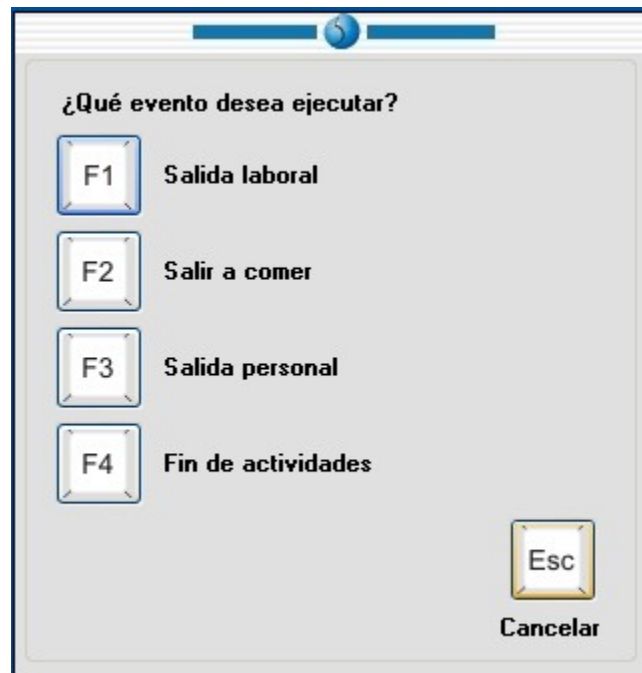 ¿Qué evento desea ejecutar?
F1 Salida laboral
F2 Salir a comer
F3 Salida personal
F4 Fin de actividades
Esc
Cancelar